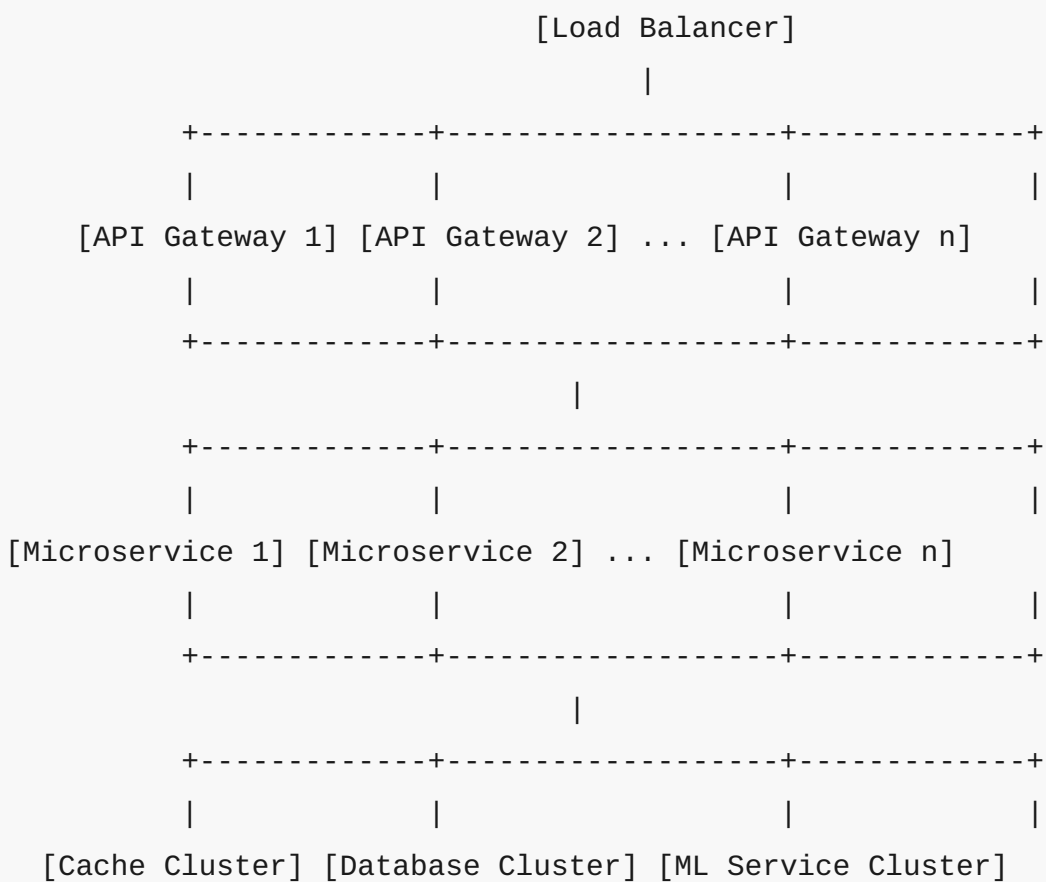 [Load Balancer]
|
+-------------+-------------------+-------------+
| | | |
[API Gateway 1] [API Gateway 2] ... [API Gateway n]
| | | |
+-------------+-------------------+-------------+
|
+-------------+-------------------+-------------+
| | | |
[Microservice 1] [Microservice 2] ... [Microservice n]
| | | |
+-------------+-------------------+-------------+
|
+-------------+-------------------+-------------+
| | | |
[Cache Cluster] [Database Cluster] [ML Service Cluster]